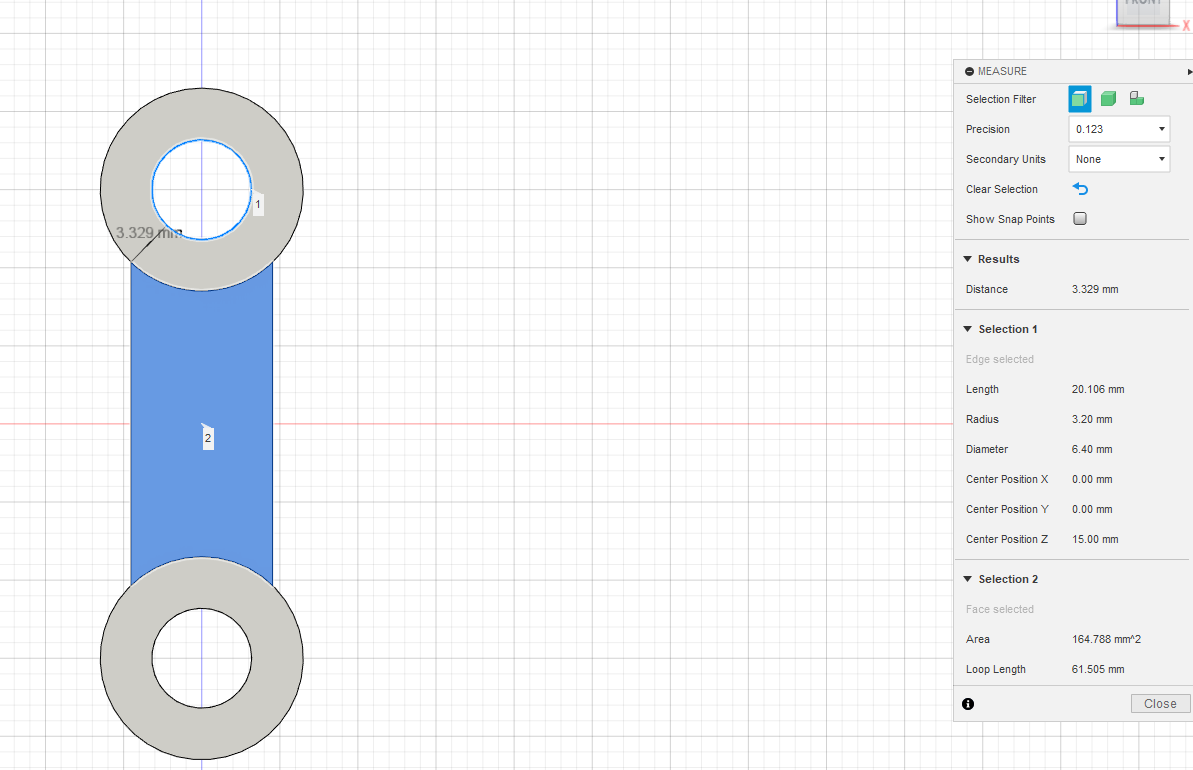 FRONT
X
MEASURE
Selection Filter
Precision 0.123
Secondary Units None
Clear Selection
Show Snap Points
Results
Distance 3.329 mm
Selection 1
Edge selected
Length 20.106 mm
Radius 3.20 mm
Diameter 6.40 mm
Center Position X 0.00 mm
Center Position Y 0.00 mm
Center Position Z 15.00 mm
Selection 2
Face selected
Area 164.788 mm^2
Loop Length 61.505 mm
Close
1
3.329 mm
2